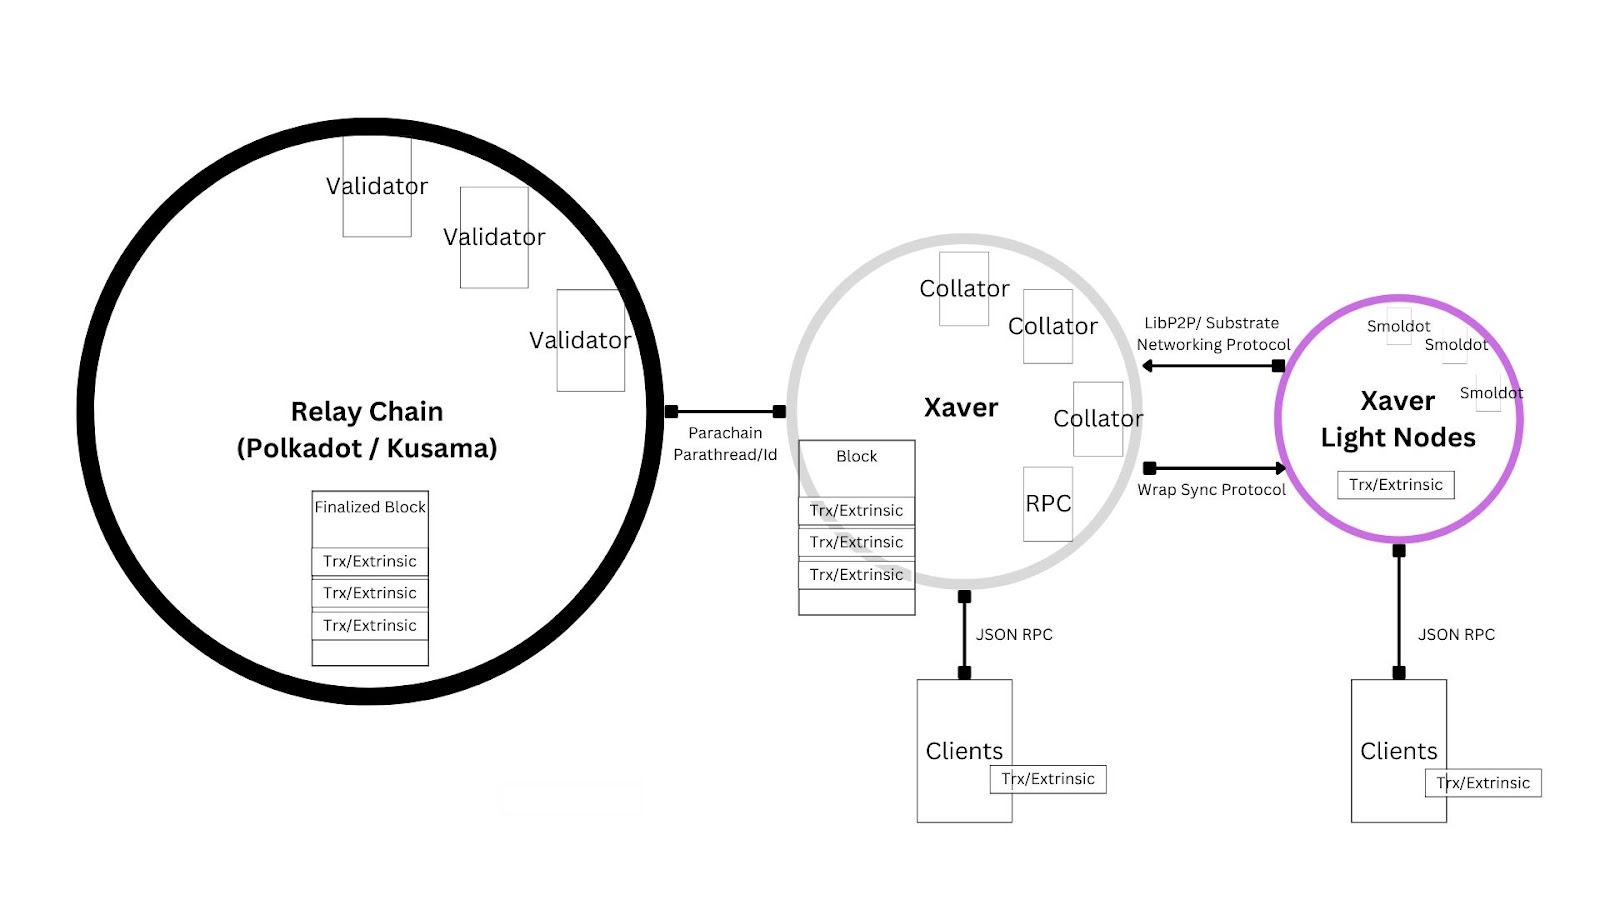 Validator
Validator
Validator
Relay Chain
(Polkadot / Kusama)
Finalized Block
Trx/Extrinsic
Trx/Extrinsic
Trx/Extrinsic
Parachain
Parathread/Id
Collator
Collator
Collator
Xaver
RPC
Block
Trx/Extrinsic
Trx/Extrinsic
Trx/Extrinsic
JSON RPC
Clients
Trx/Extrinsic
LibP2P/ Substrate
Networking Protocol
Wrap Sync Protocol
Smoldot
Smoldot
Smoldot
Xaver
Light Nodes
Trx/Extrinsic
JSON RPC
Clients
Trx/Extrinsic